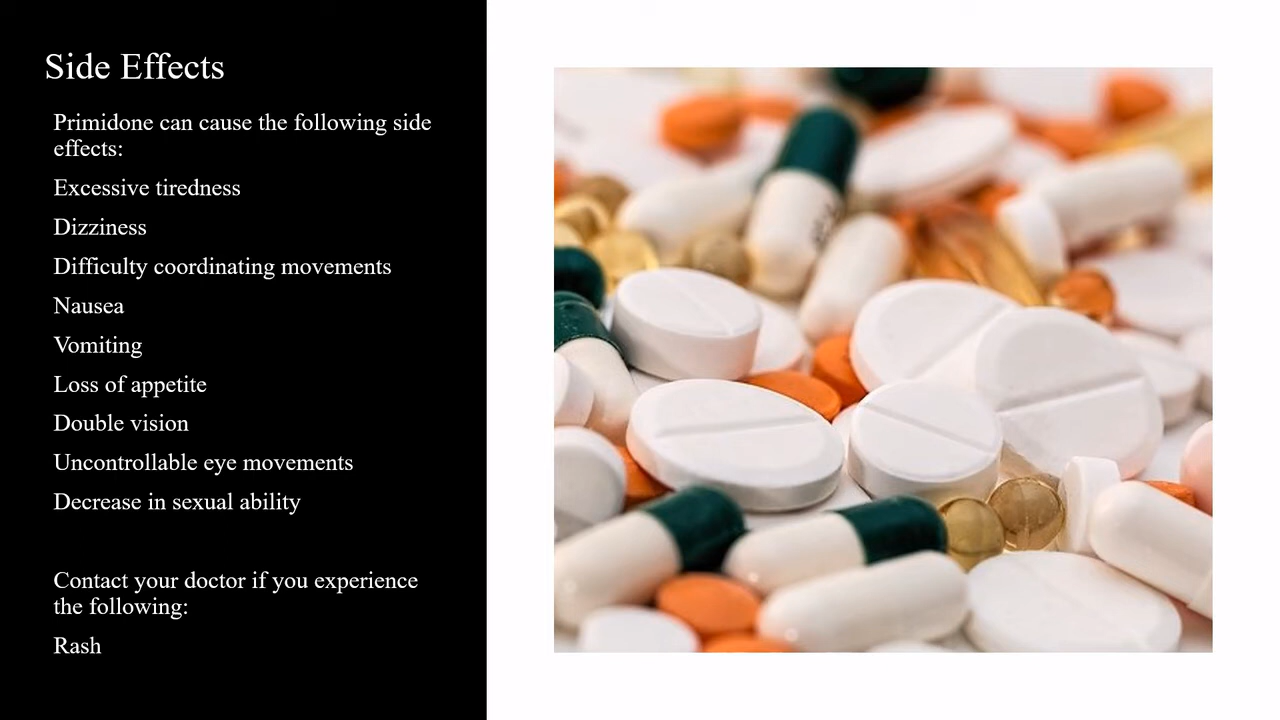 Side Effects
Primidone can cause the following side
effects:
Excessive tiredness
Dizziness
Difficulty coordinating movements
Nausea
Vomiting
Loss of appetite
Double vision
Uncontrollable eye movements
Decrease in sexual ability
Contact your doctor if you experience
the following:
Rash